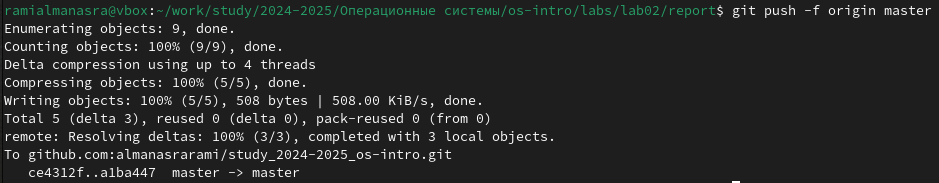 ramialmanasra@vbox:~/work/study/2024-2025/Операционные системы/os-intro/labs/lab02/report$ git push -f origin master
Enumerating objects: 9, done.
Counting objects: 100% (9/9), done.
Delta compression using up to 4 threads
Compressing objects: 100% (5/5), done.
Writing objects: 100% (5/5), 508 bytes | 508.00 KiB/s, done.
Total 5 (delta 3), reused 0 (delta 0), pack-reused 0 (from 0)
remote: Resolving deltas: 100% (3/3), completed with 3 local objects.
To github.com:almanasrarami/study_2024-2025_os-intro.git
   ce4312f..a1ba447  master -> master